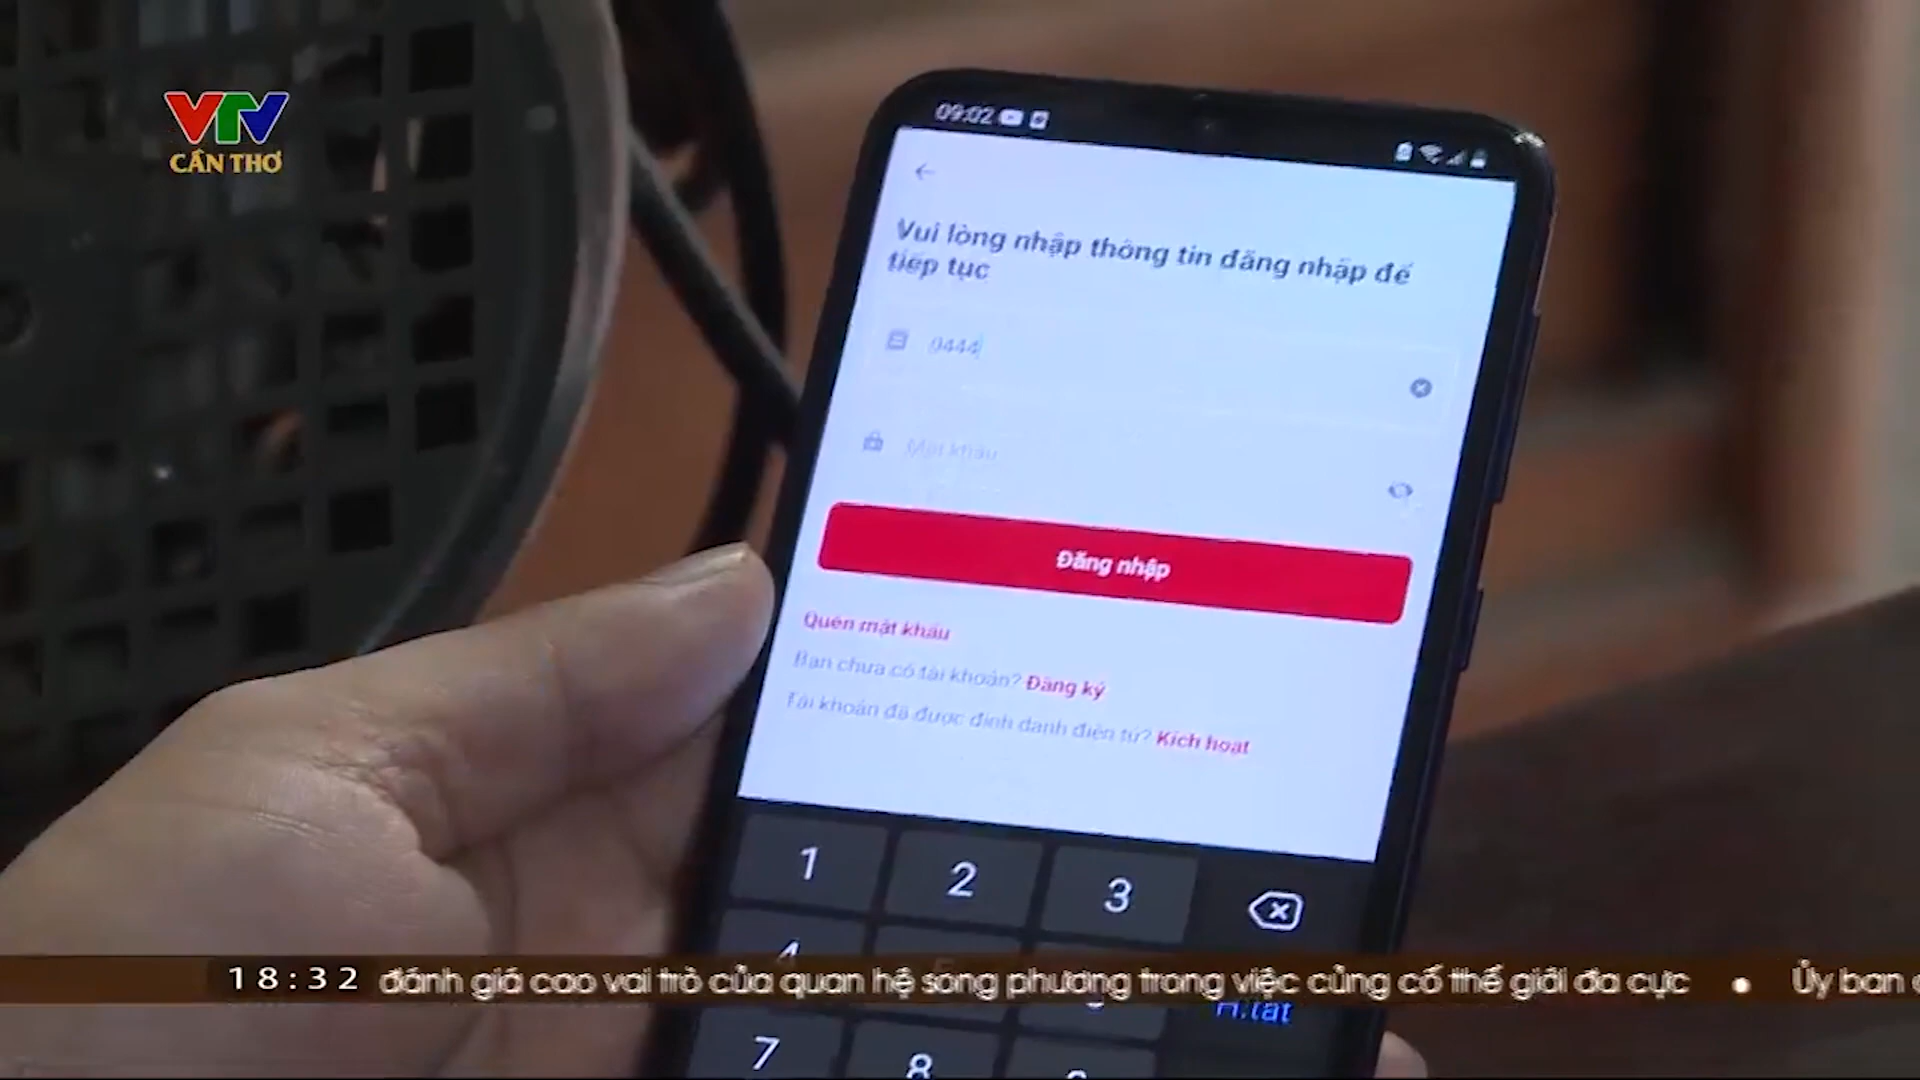 VTV
CẦN THƠ
09:02
Vui lòng nhập thông tin đăng nhập để
tiếp tục
0444
Mật khẩu
Đăng nhập
Quên mật khẩu
Bạn chưa có tài khoản? Đăng ký
Tài khoản đã được định danh điện tử? Kích hoạt
1 2 3
4
18:32 đánh giá cao vai trò của quan hệ song phương trong việc củng cố thế giới đa cực • Ủy ban
7 8